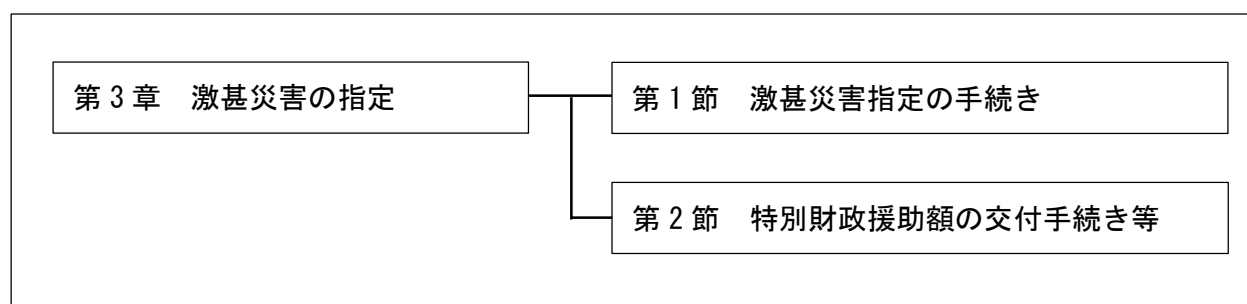 第3章　激甚災害の指定
第1節　激甚災害指定の手続き
第2節　特別財政援助額の交付手続き等